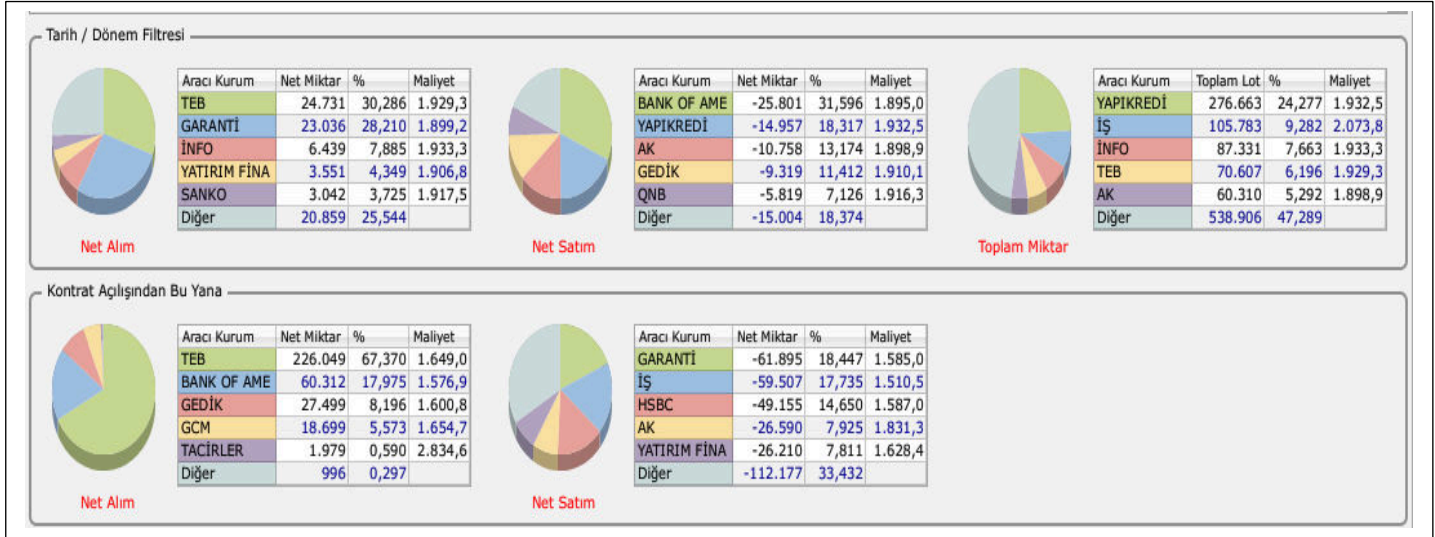 Tarih / Dönem Filtresi
Aracı Kurum Net Miktar % Maliyet
TEB 24.731 30,286 1.929,3
GARANTİ 23.036 28,210 1.899,2
İNFO 6.439 7,885 1.933,3
YATIRIM FİNA 3.551 4,349 1.906,8
SANKO 3.042 3,725 1.917,5
Diğer 20.859 25,544
Net Alım
Aracı Kurum Net Miktar % Maliyet
BANK OF AME -25.801 31,596 1.895,0
YAPIKREDİ -14.957 18,317 1.932,5
AK -10.758 13,174 1.898,9
GEDİK -9.319 11,412 1.910,1
QNB -5.819 7,126 1.916,3
Diğer -15.004 18,374
Net Satım
Aracı Kurum Toplam Lot % Maliyet
YAPIKREDİ 276.663 24,277 1.932,5
İŞ 105.783 9,282 2.073,8
İNFO 87.331 7,663 1.933,3
TEB 70.607 6,196 1.929,3
AK 60.310 5,292 1.898,9
Diğer 538.906 47,289
Toplam Miktar
Kontrat Açılışından Bu Yana
Aracı Kurum Net Miktar % Maliyet
TEB 226.049 67,370 1.649,0
BANK OF AME 60.312 17,975 1.576,9
GEDİK 27.499 8,196 1.600,8
GCM 18.699 5,573 1.654,7
TACİRLER 1.979 0,590 2.834,6
Diğer 996 0,297
Net Alım
Aracı Kurum Net Miktar % Maliyet
GARANTİ -61.895 18,447 1.585,0
İŞ -59.507 17,735 1.510,5
HSBC -49.155 14,650 1.587,0
AK -26.590 7,925 1.831,3
YATIRIM FİNA -26.210 7,811 1.628,4
Diğer -112.177 33,432
Net Satım